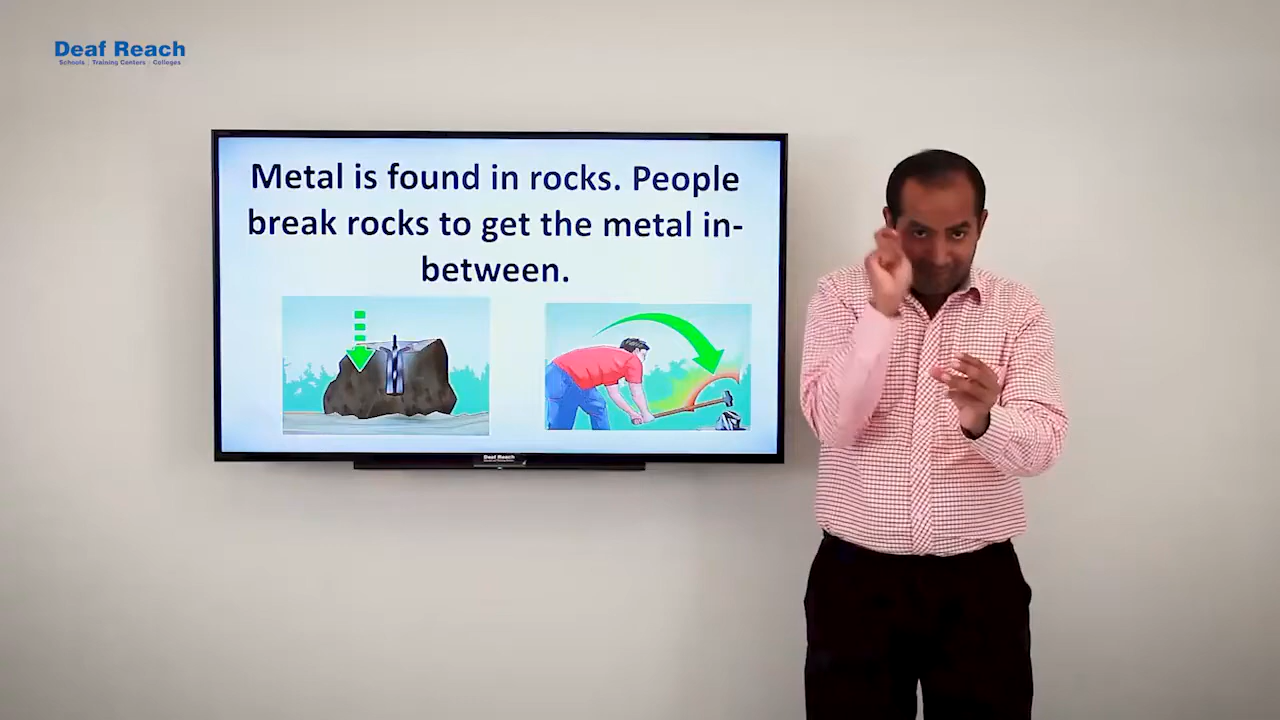 Deaf Reach
Schools | Training Centers | Colleges
Metal is found in rocks. People
break rocks to get the metal in-
between.
Deaf Reach